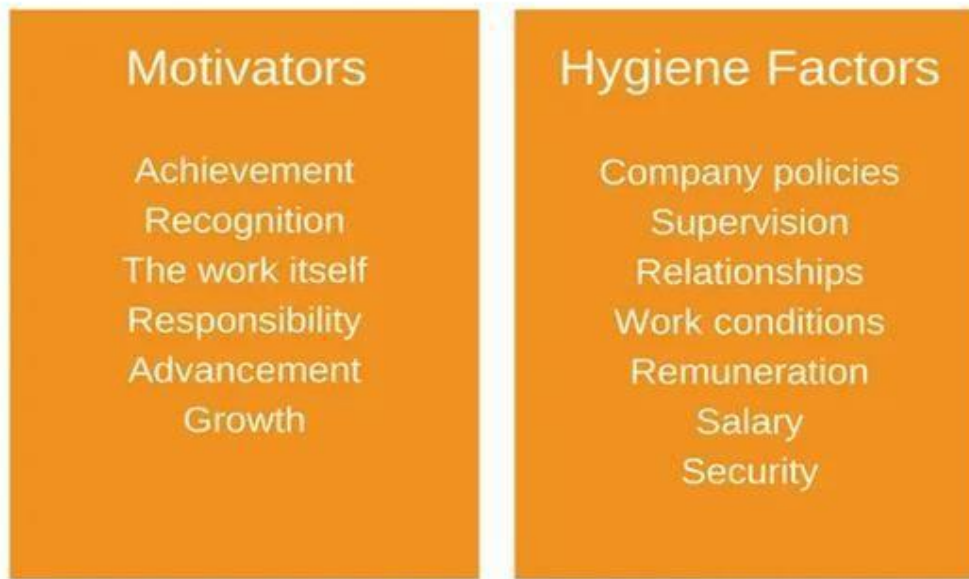 Motivators
Achievement
Recognition
The work itself
Responsibility
Advancement
Growth
Hygiene Factors
Company policies
Supervision
Relationships
Work conditions
Remuneration
Salary
Security